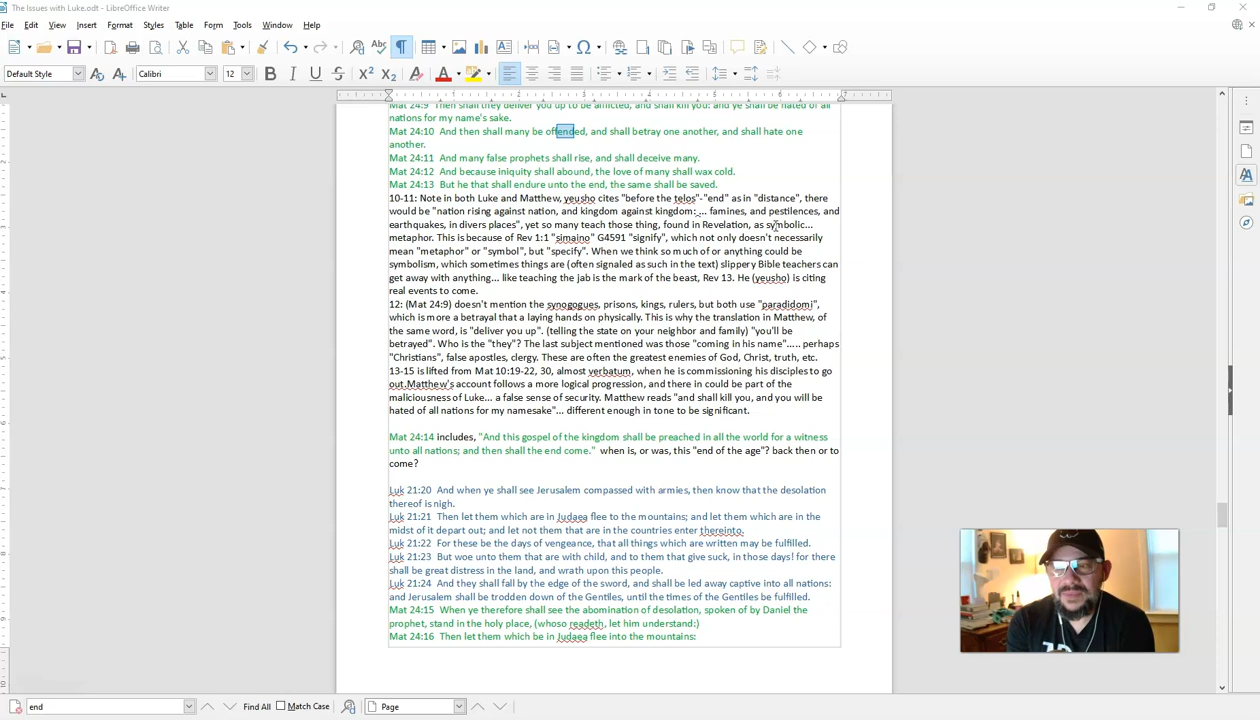 The Issues with Luke.odt - LibreOffice Writer
File Edit View Insert Format Styles Table Form Tools Window Help
Default Style Calibri 12
1 2 3 4 5 6 7
Mat 24:9 Then shall they deliver you up to be afflicted, and shall kill you: and ye shall be hated of all
nations for my name's sake.
Mat 24:10 And then shall many be offended, and shall betray one another, and shall hate one
another.
Mat 24:11 And many false prophets shall rise, and shall deceive many.
Mat 24:12 And because iniquity shall abound, the love of many shall wax cold.
Mat 24:13 But he that shall endure unto the end, the same shall be saved.
10-11: Note in both Luke and Matthew, yeusho cites "before the telos"-"end" as in "distance", there
would be "nation rising against nation, and kingdom against kingdom:,... famines, and pestilences, and
earthquakes, in divers places", yet so many teach those thing, found in Revelation, as symbolic...
metaphor. This is because of Rev 1:1 "simaino" G4591 "signify", which not only doesn't necessarily
mean "metaphor" or "symbol", but "specify". When we think so much of or anything could be
symbolism, which sometimes things are (often signaled as such in the text) slippery Bible teachers can
get away with anything... like teaching the jab is the mark of the beast, Rev 13. He (yeusho) is citing
real events to come.
12: (Mat 24:9) doesn't mention the synogogues, prisons, kings, rulers, but both use "paradidomi",
which is more a betrayal that a laying hands on physically. This is why the translation in Matthew, of
the same word, is "deliver you up". (telling the state on your neighbor and family) "you'll be
betrayed". Who is the "they"? The last subject mentioned was those "coming in his name"..... perhaps
"Christians", false apostles, clergy. These are often the greatest enemies of God, Christ, truth, etc.
13-15 is lifted from Mat 10:19-22, 30, almost verbatum, when he is commissioning his disciples to go
out.Matthew's account follows a more logical progression, and there in could be part of the
maliciousness of Luke... a false sense of security. Matthew reads "and shall kill you, and you will be
hated of all nations for my namesake"... different enough in tone to be significant.
Mat 24:14 includes, "And this gospel of the kingdom shall be preached in all the world for a witness
unto all nations; and then shall the end come." when is, or was, this "end of the age"? back then or to
come?
Luk 21:20 And when ye shall see Jerusalem compassed with armies, then know that the desolation
thereof is nigh.
Luk 21:21 Then let them which are in Judaea flee to the mountains; and let them which are in the
midst of it depart out; and let not them that are in the countries enter thereinto.
Luk 21:22 For these be the days of vengeance, that all things which are written may be fulfilled.
Luk 21:23 But woe unto them that are with child, and to them that give suck, in those days! for there
shall be great distress in the land, and wrath upon this people.
Luk 21:24 And they shall fall by the edge of the sword, and shall be led away captive into all nations:
and Jerusalem shall be trodden down of the Gentiles, until the times of the Gentiles be fulfilled.
Mat 24:15 When ye therefore shall see the abomination of desolation, spoken of by Daniel the
prophet, stand in the holy place, (whoso readeth, let him understand:)
Mat 24:16 Then let them which be in Judaea flee into the mountains:
end Find All Match Case Page